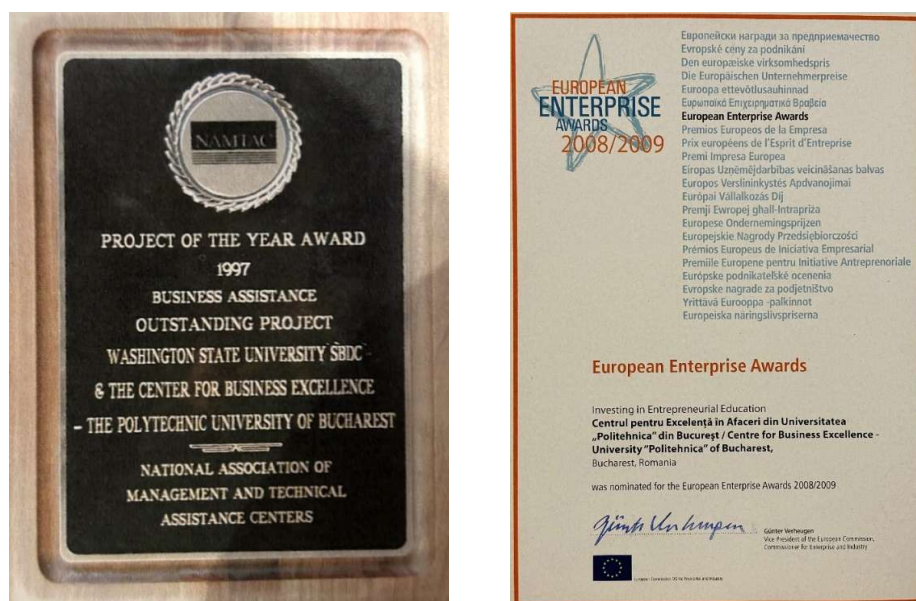 NAMTAC
PROJECT OF THE YEAR AWARD
1997
BUSINESS ASSISTANCE
OUTSTANDING PROJECT
WASHINGTON STATE UNIVERSITY SBDC -
& THE CENTER FOR BUSINESS EXCELLENCE
– THE POLYTECHNIC UNIVERSITY OF BUCHAREST
NATIONAL ASSOCIATION OF
MANAGEMENT AND TECHNICAL
ASSISTANCE CENTERS
EUROPEAN
ENTERPRISE
AWARDS
2008/2009
Европейски награди за предприемачество
Evropské ceny za podnikání
Den europæiske virksomhedspris
Die Europäischen Unternehmerpreise
Euroopa ettevõtlusauhinnad
Ευρωπαϊκά Επιχειρηματικά Βραβεία
European Enterprise Awards
Premios Europeos de la Empresa
Prix européens de l'Esprit d'Entreprise
Premi Impresa Europea
Eiropas Uzņēmējdarbības veicināšanas balvas
Europos Verslininkystės Apdvanojimai
Európai Vállalkozás Díj
Premji Ewropej ghall-Intrapriża
Europese Ondernemingsprijzen
Europejskie Nagrody Przedsiębiorczości
Prémios Europeus de Iniciativa Empresarial
Premiile Europene pentru Initiative Antreprenoriale
Európske podnikateľské ocenenia
Evropske nagrade za podjetništvo
Yrittävä Eurooppa -palkinnot
Europeiska näringslivspriserna
European Enterprise Awards
Investing in Entrepreneurial Education
Centrul pentru Excelență în Afaceri din Universitatea
„Politehnica" din București / Centre for Business Excellence -
University "Politehnica" of Bucharest,
Bucharest, Romania
was nominated for the European Enterprise Awards 2008/2009
Günter Verheugen
Vice President of the European Commission,
Commissioner for Enterprise and Industry